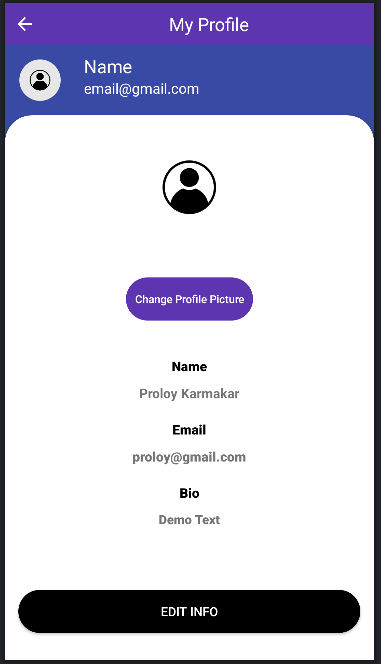 My Profile
Name
email@gmail.com
Change Profile Picture
Name
Proloy Karmakar
Email
proloy@gmail.com
Bio
Demo Text
EDIT INFO